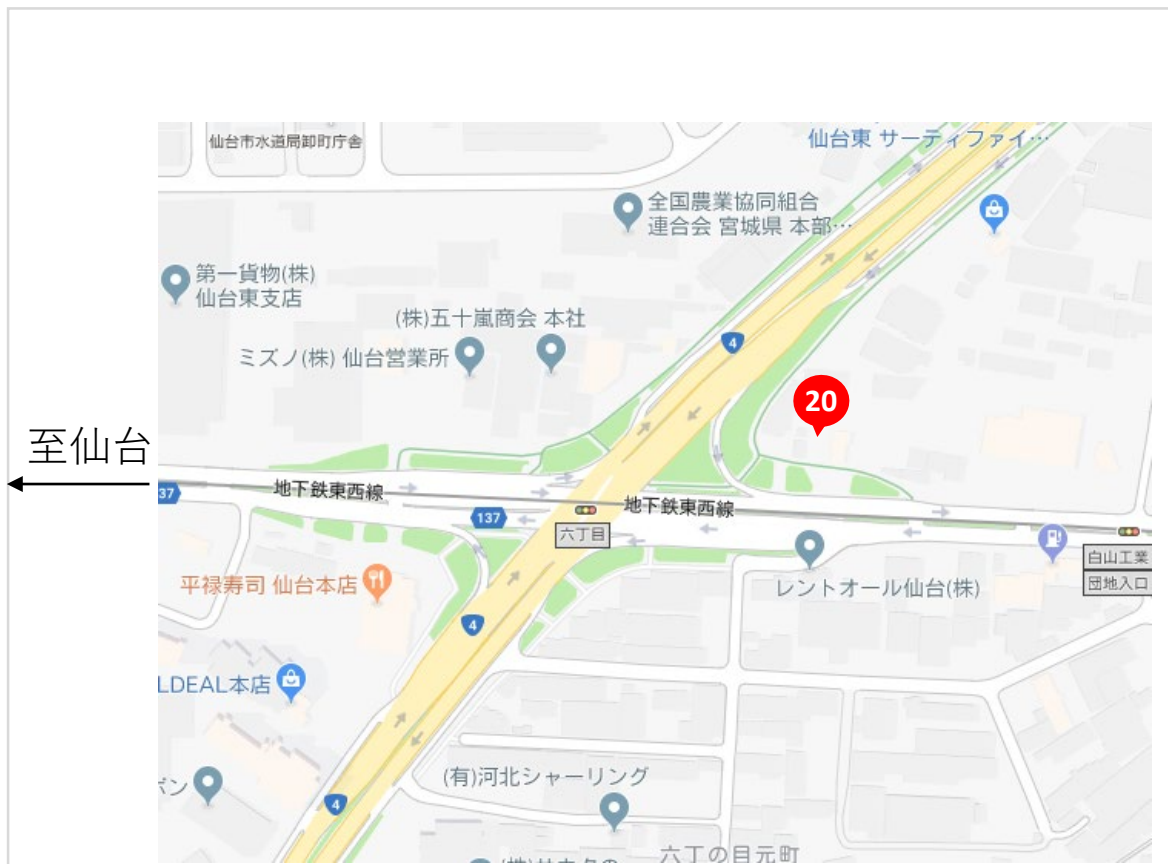 仙台市水道局卸町庁舎
仙台東 サーティファイ…
全国農業協同組合
連合会 宮城県 本部…
第一貨物(株)
仙台東支店
(株)五十嵐商会 本社
ミズノ(株) 仙台営業所
4
20
至仙台
37
地下鉄東西線
地下鉄東西線
137
六丁目
白山工業
団地入口
平禄寿司 仙台本店
レントオール仙台(株)
4
LDEAL本店
ボン
(有)河北シャーリング
4
六丁の目元町